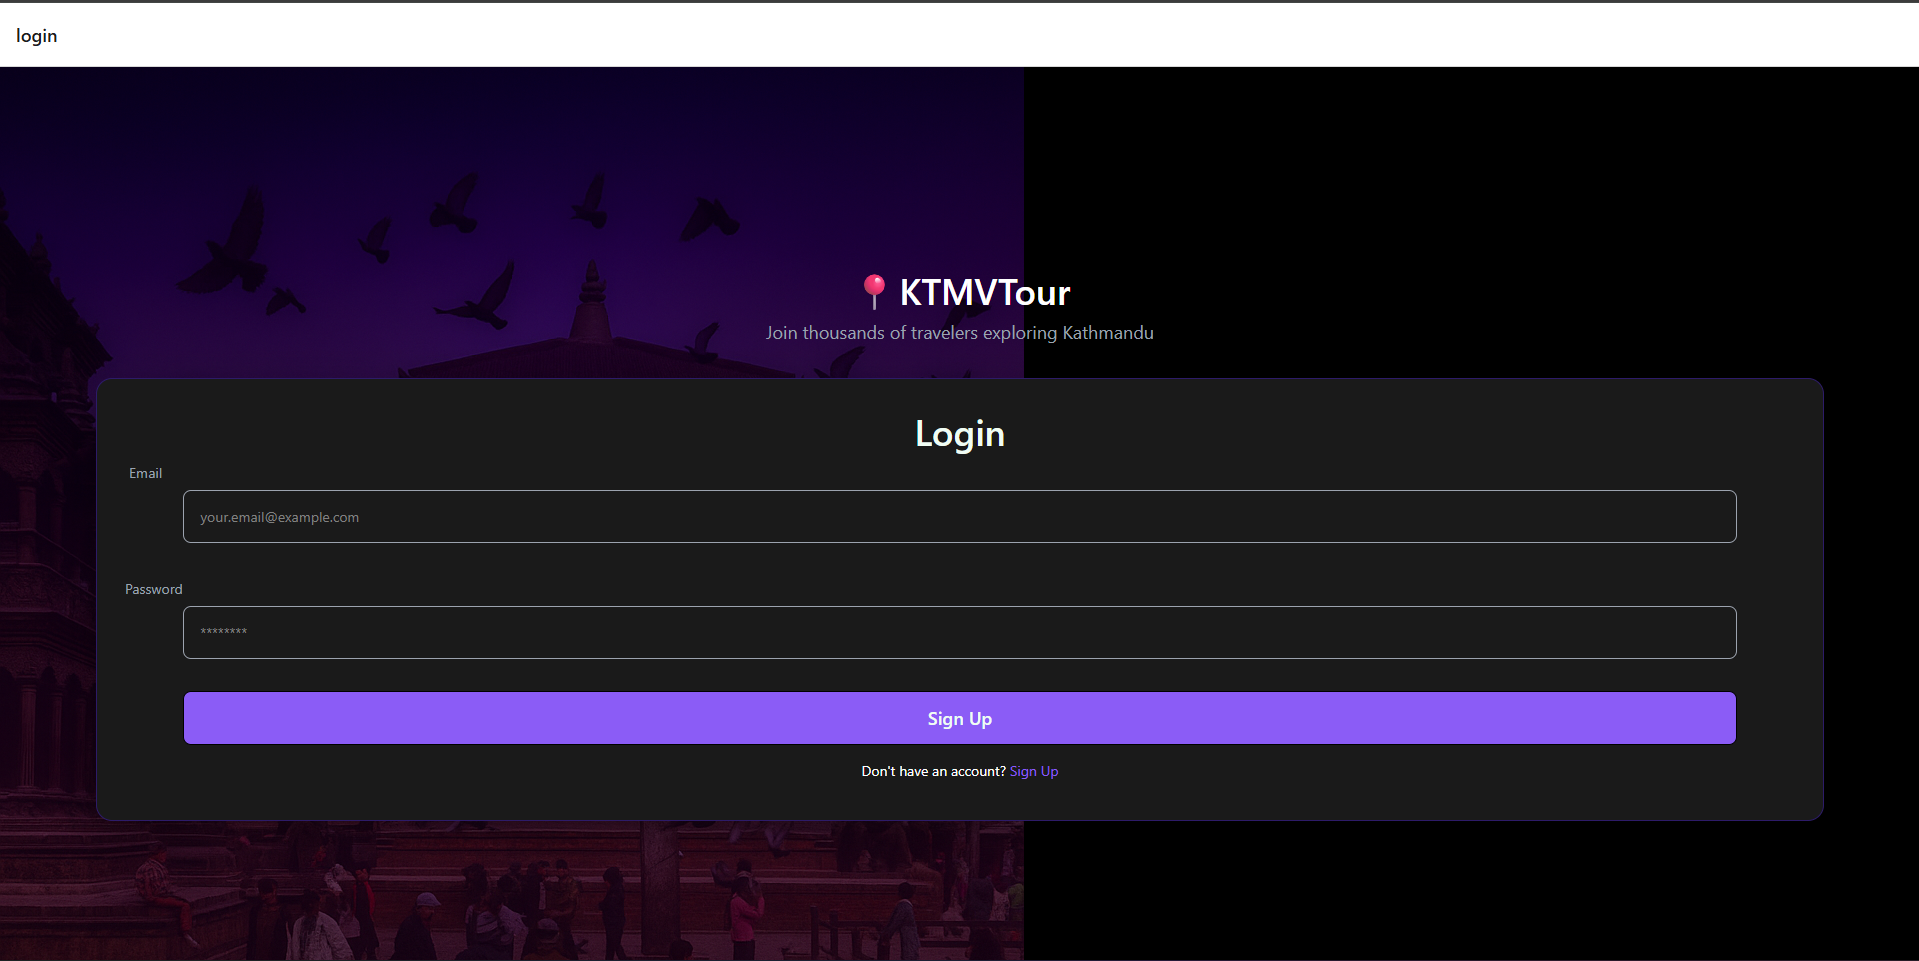 login
KTMVTour
Join thousands of travelers exploring Kathmandu
Login
Email
your.email@example.com
Password
********
Sign Up
Don't have an account? Sign Up